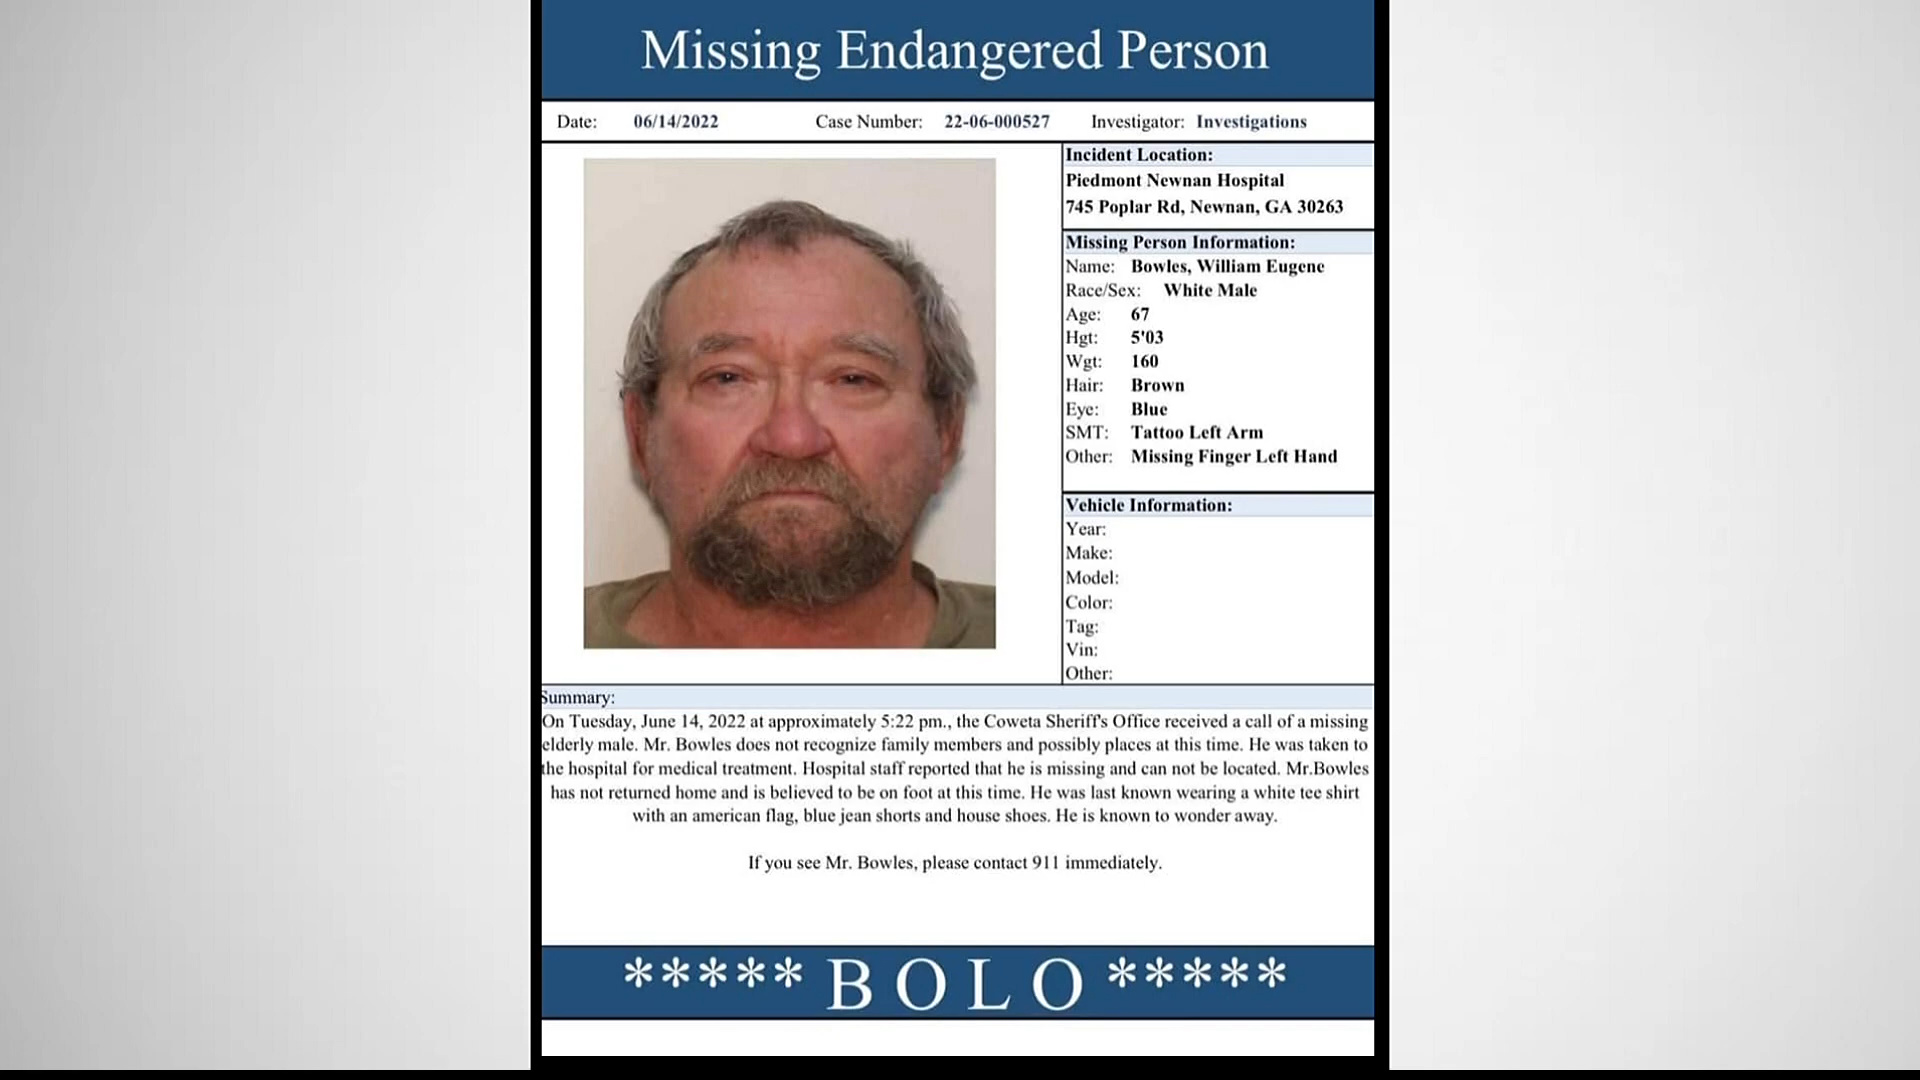 Missing Endangered Person
Date: 06/14/2022 Case Number: 22-06-000527 Investigator: Investigations
Incident Location:
Piedmont Newnan Hospital
745 Poplar Rd, Newnan, GA 30263
Missing Person Information:
Name: Bowles, William Eugene
Race/Sex: White Male
Age: 67
Hgt: 5'03
Wgt: 160
Hair: Brown
Eye: Blue
SMT: Tattoo Left Arm
Other: Missing Finger Left Hand
Vehicle Information:
Year:
Make:
Model:
Color:
Tag:
Vin:
Other:
Summary:
On Tuesday, June 14, 2022 at approximately 5:22 pm., the Coweta Sheriff's Office received a call of a missing
elderly male. Mr. Bowles does not recognize family members and possibly places at this time. He was taken to
the hospital for medical treatment. Hospital staff reported that he is missing and can not be located. Mr.Bowles
has not returned home and is believed to be on foot at this time. He was last known wearing a white tee shirt
with an american flag, blue jean shorts and house shoes. He is known to wonder away.
If you see Mr. Bowles, please contact 911 immediately.
***** B O L O *****